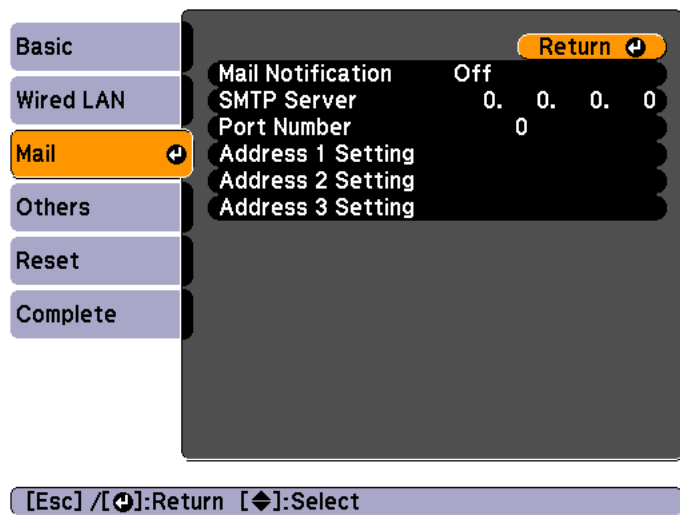 Basic
Wired LAN
Mail
Others
Reset
Complete
Return
Mail Notification Off
SMTP Server 0. 0. 0. 0
Port Number 0
Address 1 Setting
Address 2 Setting
Address 3 Setting
[Esc] /[⏎]:Return [◆]:Select